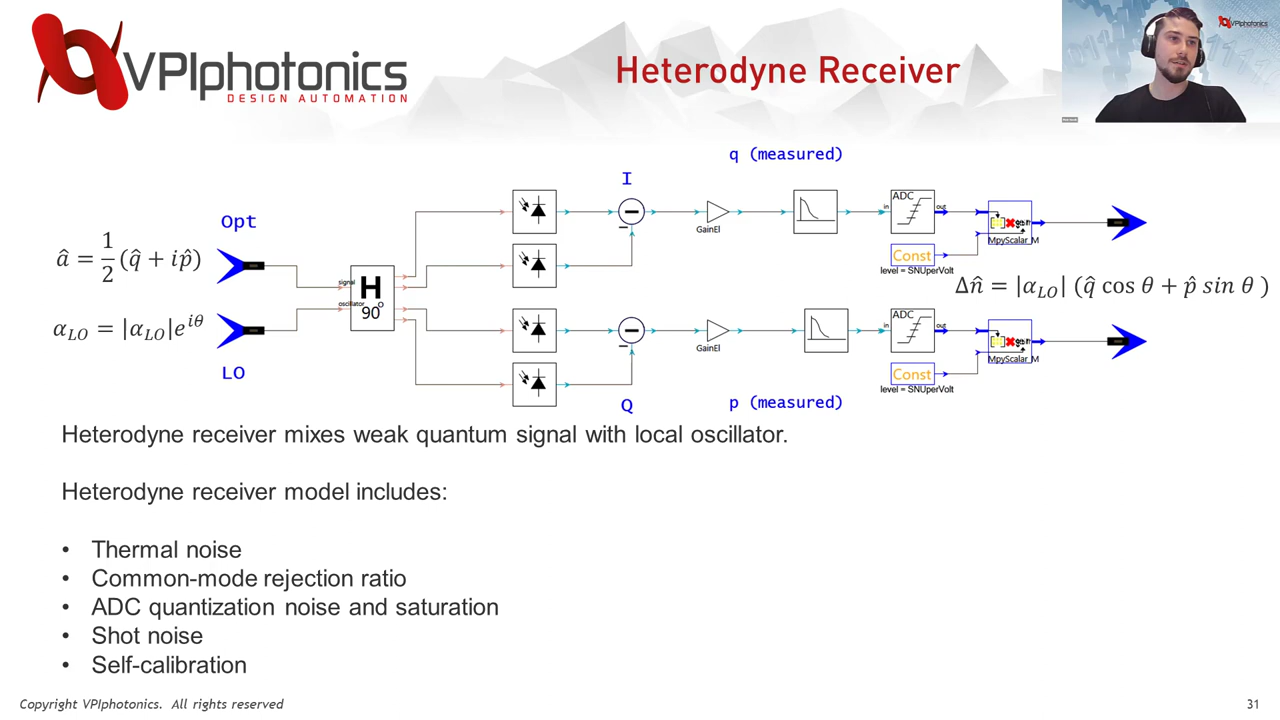 VPIphotonics
DESIGN AUTOMATION
Heterodyne Receiver
q (measured)
I
Opt
â = 1/2 (q̂ + ip̂)
α_LO = |α_LO|e^{iθ}
LO
signal
oscillator
H
90°
GainEl
ADC
in
out
Const
level = SNUperVolt
MpyScalar_M
Δn̂ = |α_LO| (q̂ cos θ + p̂ sin θ )
GainEl
ADC
in
out
Const
level = SNUperVolt
MpyScalar_M
Q
p (measured)
Heterodyne receiver mixes weak quantum signal with local oscillator.
Heterodyne receiver model includes:
• Thermal noise
• Common-mode rejection ratio
• ADC quantization noise and saturation
• Shot noise
• Self-calibration
Copyright VPIphotonics. All rights reserved
31